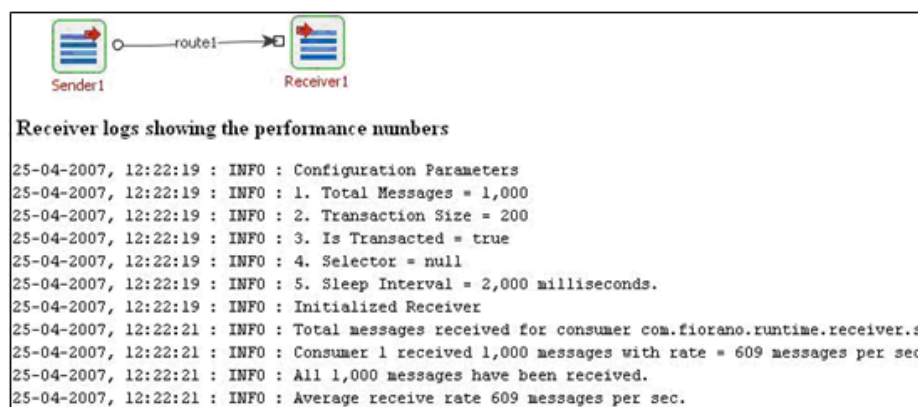 route1
Sender1
Receiver1
Receiver logs showing the performance numbers
25-04-2007, 12:22:19 : INFO : Configuration Parameters
25-04-2007, 12:22:19 : INFO : 1. Total Messages = 1,000
25-04-2007, 12:22:19 : INFO : 2. Transaction Size = 200
25-04-2007, 12:22:19 : INFO : 3. Is Transacted = true
25-04-2007, 12:22:19 : INFO : 4. Selector = null
25-04-2007, 12:22:19 : INFO : 5. Sleep Interval = 2,000 milliseconds.
25-04-2007, 12:22:19 : INFO : Initialized Receiver
25-04-2007, 12:22:21 : INFO : Total messages received for consumer com.fiorano.runtime.receiver.s
25-04-2007, 12:22:21 : INFO : Consumer 1 received 1,000 messages with rate = 609 messages per sec
25-04-2007, 12:22:21 : INFO : All 1,000 messages have been received.
25-04-2007, 12:22:21 : INFO : Average receive rate 609 messages per sec.